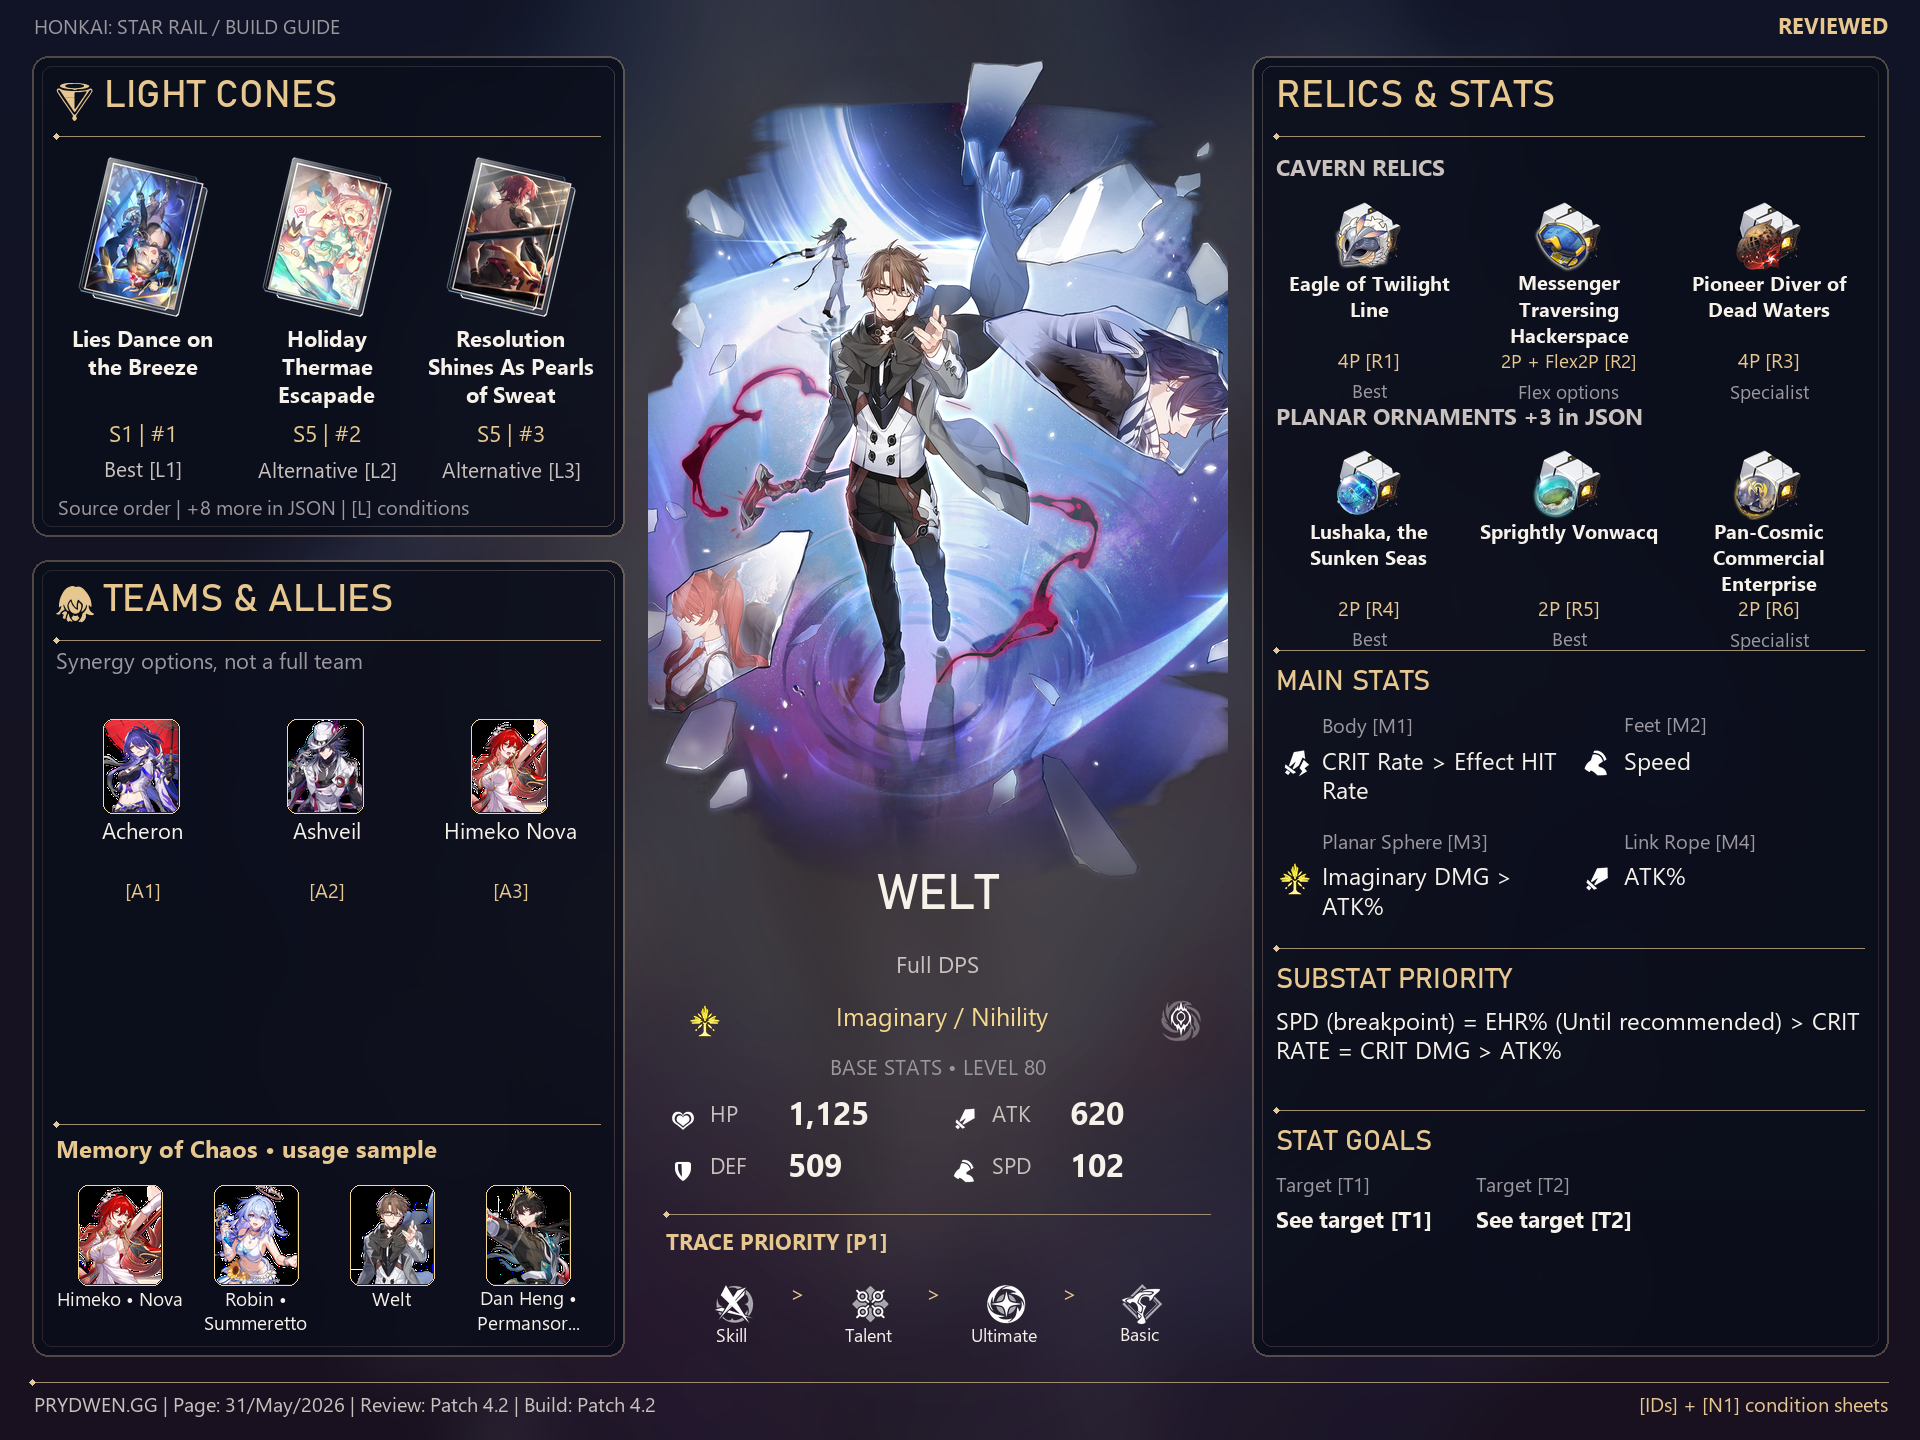 HONKAI: STAR RAIL / BUILD GUIDE
REVIEWED
LIGHT CONES
Lies Dance on
the Breeze
S1 | #1
Best [L1]
Holiday
Thermae
Escapade
S5 | #2
Alternative [L2]
Resolution
Shines As Pearls
of Sweat
S5 | #3
Alternative [L3]
Source order | +8 more in JSON | [L] conditions
TEAMS & ALLIES
Synergy options, not a full team
Acheron
[A1]
Ashveil
[A2]
Himeko Nova
[A3]
Memory of Chaos • usage sample
Himeko • Nova
Robin •
Summeretto
Welt
Dan Heng •
Permansor...
WELT
Full DPS
Imaginary / Nihility
BASE STATS • LEVEL 80
HP 1,125
ATK 620
DEF 509
SPD 102
TRACE PRIORITY [P1]
Skill > Talent > Ultimate > Basic
RELICS & STATS
CAVERN RELICS
Eagle of Twilight
Line
4P [R1]
Best
Messenger
Traversing
Hackerspace
2P + Flex2P [R2]
Flex options
Pioneer Diver of
Dead Waters
4P [R3]
Specialist
PLANAR ORNAMENTS +3 in JSON
Lushaka, the
Sunken Seas
2P [R4]
Best
Sprightly Vonwacq
2P [R5]
Best
Pan-Cosmic
Commercial
Enterprise
2P [R6]
Specialist
MAIN STATS
Body [M1]
CRIT Rate > Effect HIT
Rate
Feet [M2]
Speed
Planar Sphere [M3]
Imaginary DMG >
ATK%
Link Rope [M4]
ATK%
SUBSTAT PRIORITY
SPD (breakpoint) = EHR% (Until recommended) > CRIT
RATE = CRIT DMG > ATK%
STAT GOALS
Target [T1]
See target [T1]
Target [T2]
See target [T2]
PRYDWEN.GG | Page: 31/May/2026 | Review: Patch 4.2 | Build: Patch 4.2
[IDs] + [N1] condition sheets